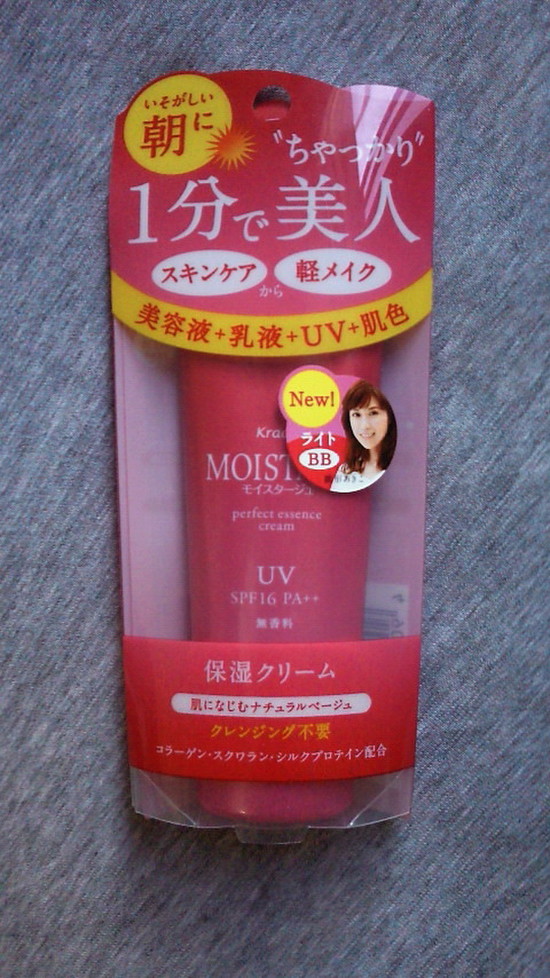 いそがしい
朝に
"ちゃっかり"
1分で美人
スキンケア
から
軽メイク
美容液+乳液+UV+肌色
New!
ライト
BB
Kra
MOIST
モイスタージュ
perfect essence
cream
UV
SPF16 PA++
無香料
保湿クリーム
肌になじむナチュラルベージュ
クレンジング不要
コラーゲン・スクワラン・シルクプロテイン配合